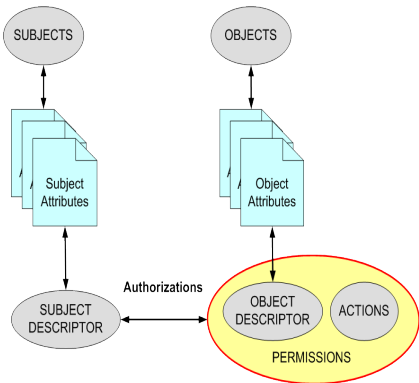 SUBJECTS
OBJECTS
Subject
Attributes
Object
Attributes
Authorizations
SUBJECT
DESCRIPTOR
OBJECT
DESCRIPTOR
ACTIONS
PERMISSIONS